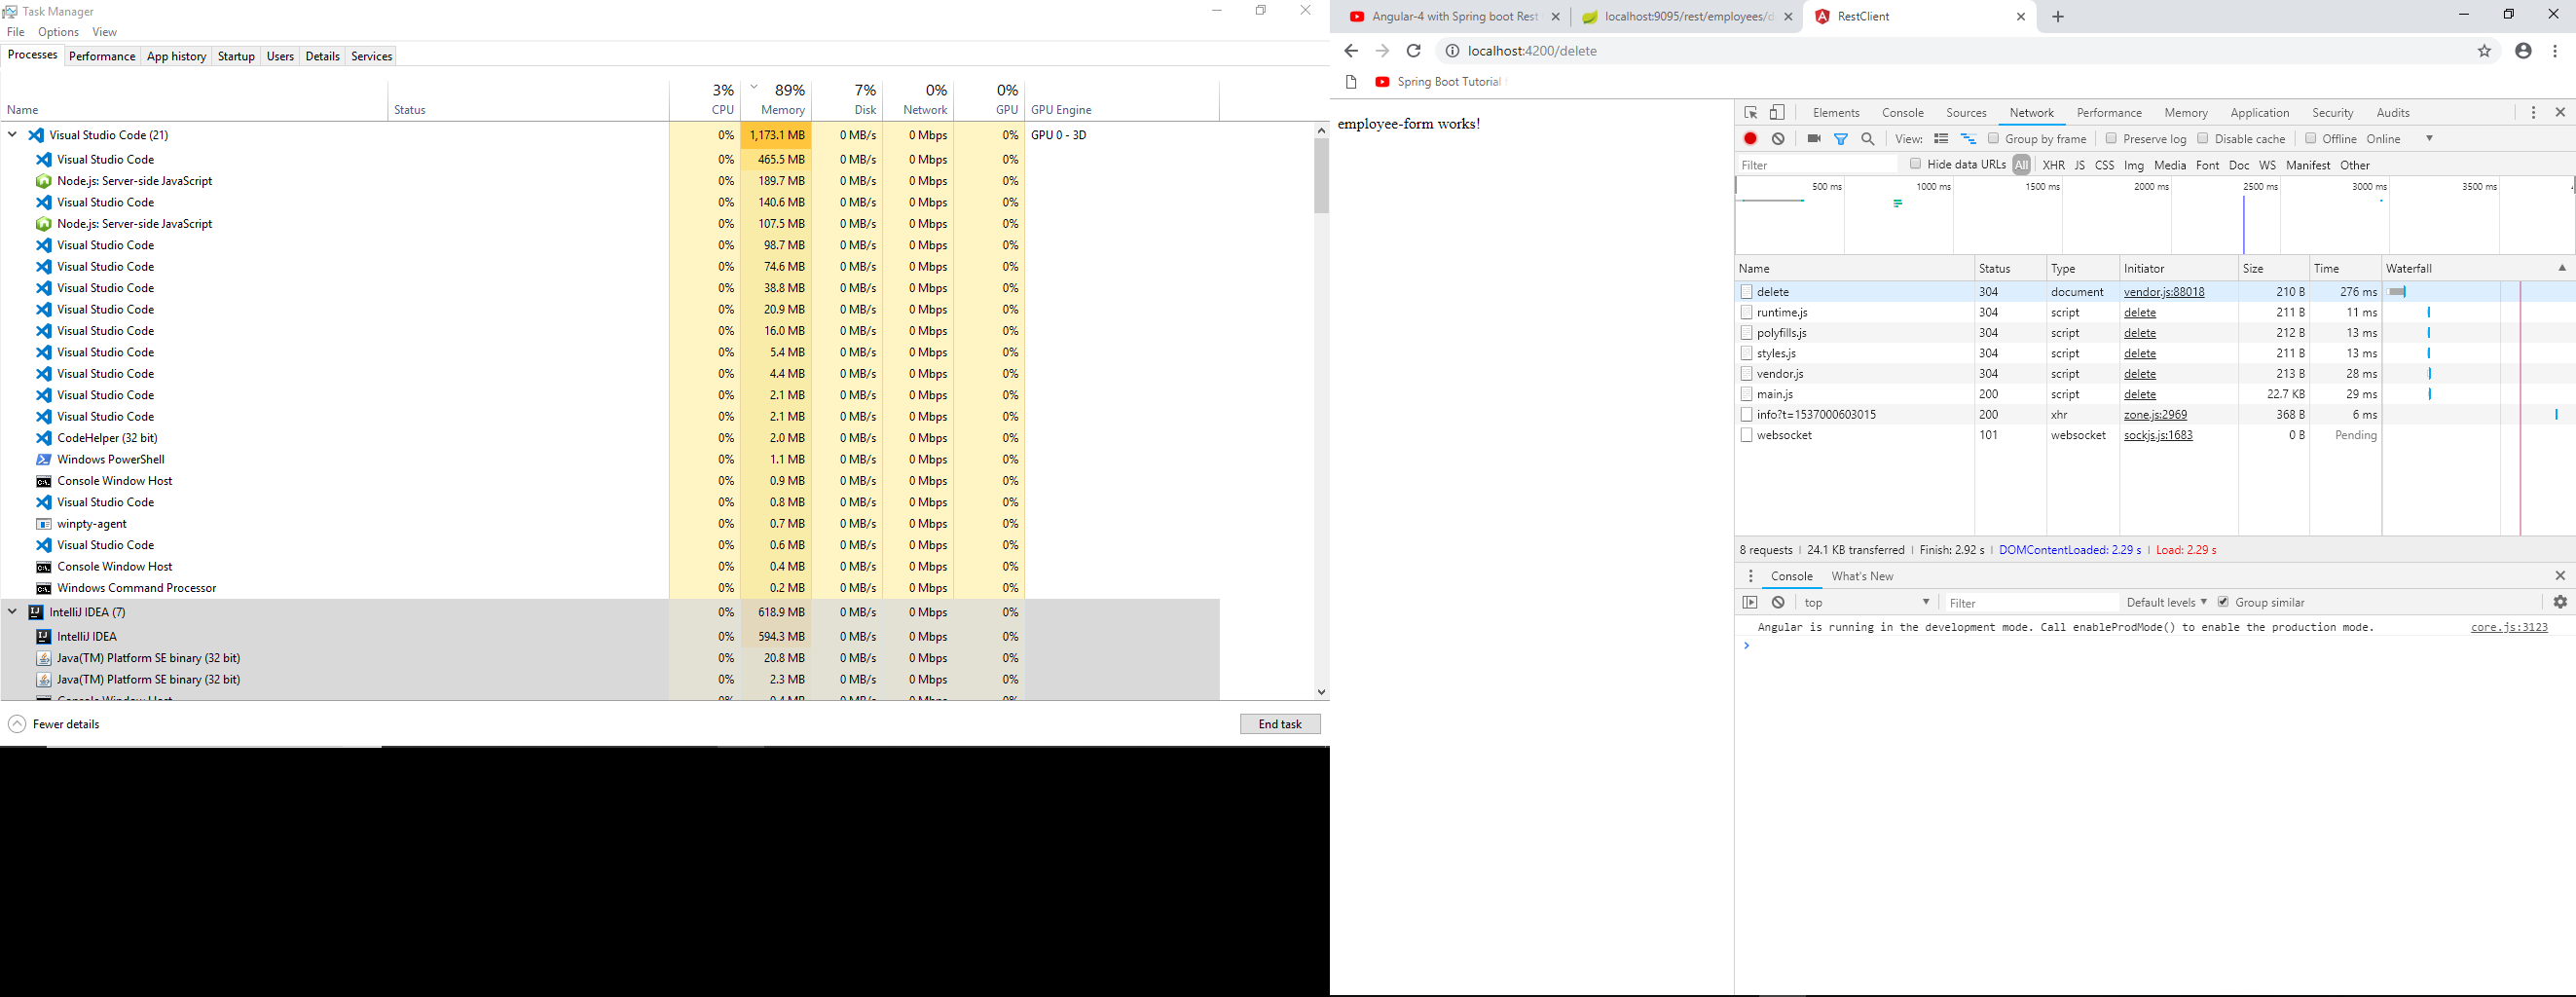 Task Manager
File Options View
Processes Performance App history Startup Users Details Services
3% 89% 7% 0% 0%
Name Status CPU Memory Disk Network GPU GPU Engine
Visual Studio Code (21) 0% 1,173.1 MB 0 MB/s 0 Mbps 0% GPU 0 - 3D
Visual Studio Code 0% 465.5 MB 0 MB/s 0 Mbps 0%
Node.js: Server-side JavaScript 0% 189.7 MB 0 MB/s 0 Mbps 0%
Visual Studio Code 0% 140.6 MB 0 MB/s 0 Mbps 0%
Node.js: Server-side JavaScript 0% 107.5 MB 0 MB/s 0 Mbps 0%
Visual Studio Code 0% 98.7 MB 0 MB/s 0 Mbps 0%
Visual Studio Code 0% 74.6 MB 0 MB/s 0 Mbps 0%
Visual Studio Code 0% 38.8 MB 0 MB/s 0 Mbps 0%
Visual Studio Code 0% 20.9 MB 0 MB/s 0 Mbps 0%
Visual Studio Code 0% 16.0 MB 0 MB/s 0 Mbps 0%
Visual Studio Code 0% 5.4 MB 0 MB/s 0 Mbps 0%
Visual Studio Code 0% 4.4 MB 0 MB/s 0 Mbps 0%
Visual Studio Code 0% 2.1 MB 0 MB/s 0 Mbps 0%
Visual Studio Code 0% 2.1 MB 0 MB/s 0 Mbps 0%
CodeHelper (32 bit) 0% 2.0 MB 0 MB/s 0 Mbps 0%
Windows PowerShell 0% 1.1 MB 0 MB/s 0 Mbps 0%
Console Window Host 0% 0.9 MB 0 MB/s 0 Mbps 0%
Visual Studio Code 0% 0.8 MB 0 MB/s 0 Mbps 0%
winpty-agent 0% 0.7 MB 0 MB/s 0 Mbps 0%
Visual Studio Code 0% 0.6 MB 0 MB/s 0 Mbps 0%
Console Window Host 0% 0.4 MB 0 MB/s 0 Mbps 0%
Windows Command Processor 0% 0.2 MB 0 MB/s 0 Mbps 0%
IntelliJ IDEA (7) 0% 618.9 MB 0 MB/s 0 Mbps 0%
IntelliJ IDEA 0% 594.3 MB 0 MB/s 0 Mbps 0%
Java(TM) Platform SE binary (32 bit) 0% 20.8 MB 0 MB/s 0 Mbps 0%
Java(TM) Platform SE binary (32 bit) 0% 2.3 MB 0 MB/s 0 Mbps 0%
Console Window Host 0% 0.4 MB 0 MB/s 0 Mbps 0%
Fewer details End task
Angular-4 with Spring boot Rest localhost:9095/rest/employees/d RestClient
localhost:4200/delete
Spring Boot Tutorial
employee-form works!
Elements Console Sources Network Performance Memory Application Security Audits
View: Group by frame Preserve log Disable cache Offline Online
Filter Hide data URLs All XHR JS CSS Img Media Font Doc WS Manifest Other
500 ms 1000 ms 1500 ms 2000 ms 2500 ms 3000 ms 3500 ms
Name Status Type Initiator Size Time Waterfall
delete 304 document vendor.js:88018 210 B 276 ms
runtime.js 304 script delete 211 B 11 ms
polyfills.js 304 script delete 212 B 13 ms
styles.js 304 script delete 211 B 13 ms
vendor.js 304 script delete 213 B 28 ms
main.js 200 script delete 22.7 KB 29 ms
info?t=1537000603015 200 xhr zone.js:2969 368 B 6 ms
websocket 101 websocket sockjs.js:1683 0 B Pending
8 requests | 24.1 KB transferred | Finish: 2.92 s | DOMContentLoaded: 2.29 s | Load: 2.29 s
Console What's New
top Filter Default levels Group similar
Angular is running in the development mode. Call enableProdMode() to enable the production mode. core.js:3123